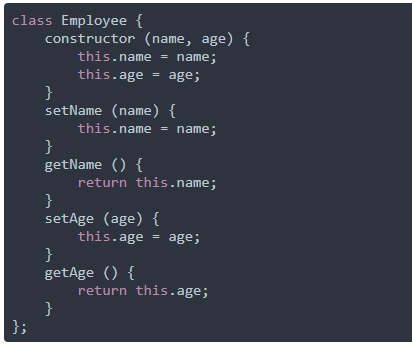 class Employee {
    constructor (name, age) {
        this.name = name;
        this.age = age;
    }
    setName (name) {
        this.name = name;
    }
    getName () {
        return this.name;
    }
    setAge (age) {
        this.age = age;
    }
    getAge () {
        return this.age;
    }
};